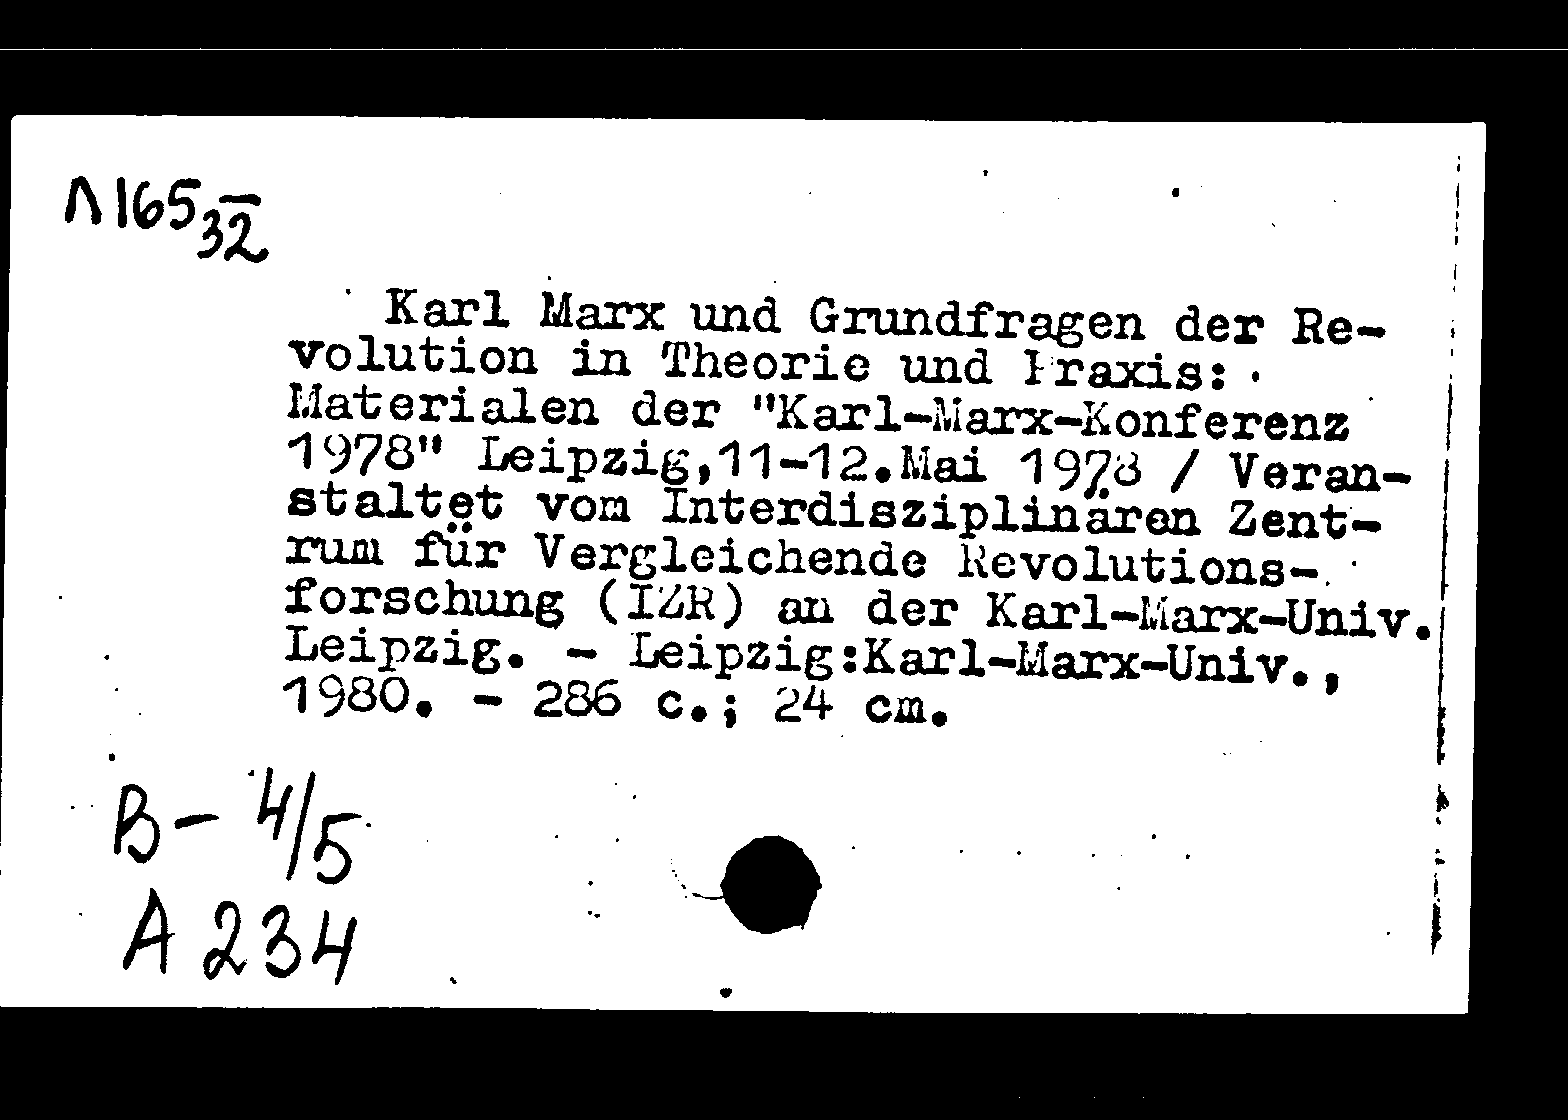 Л165 32
Karl Marx und Grundfragen der Re-
volution in Theorie und Praxis:
Materialen der "Karl-Marx-Konferenz
1978" Leipzig,11-12.Mai 1978 / Veran-
staltet vom Interdisziplinären Zent-
rum für Vergleichende Revolutions-
forschung (IZR) an der Karl-Marx-Univ.
Leipzig. - Leipzig:Karl-Marx-Univ.,
1980. - 286 c.; 24 cm.
B- 4/5
A 234